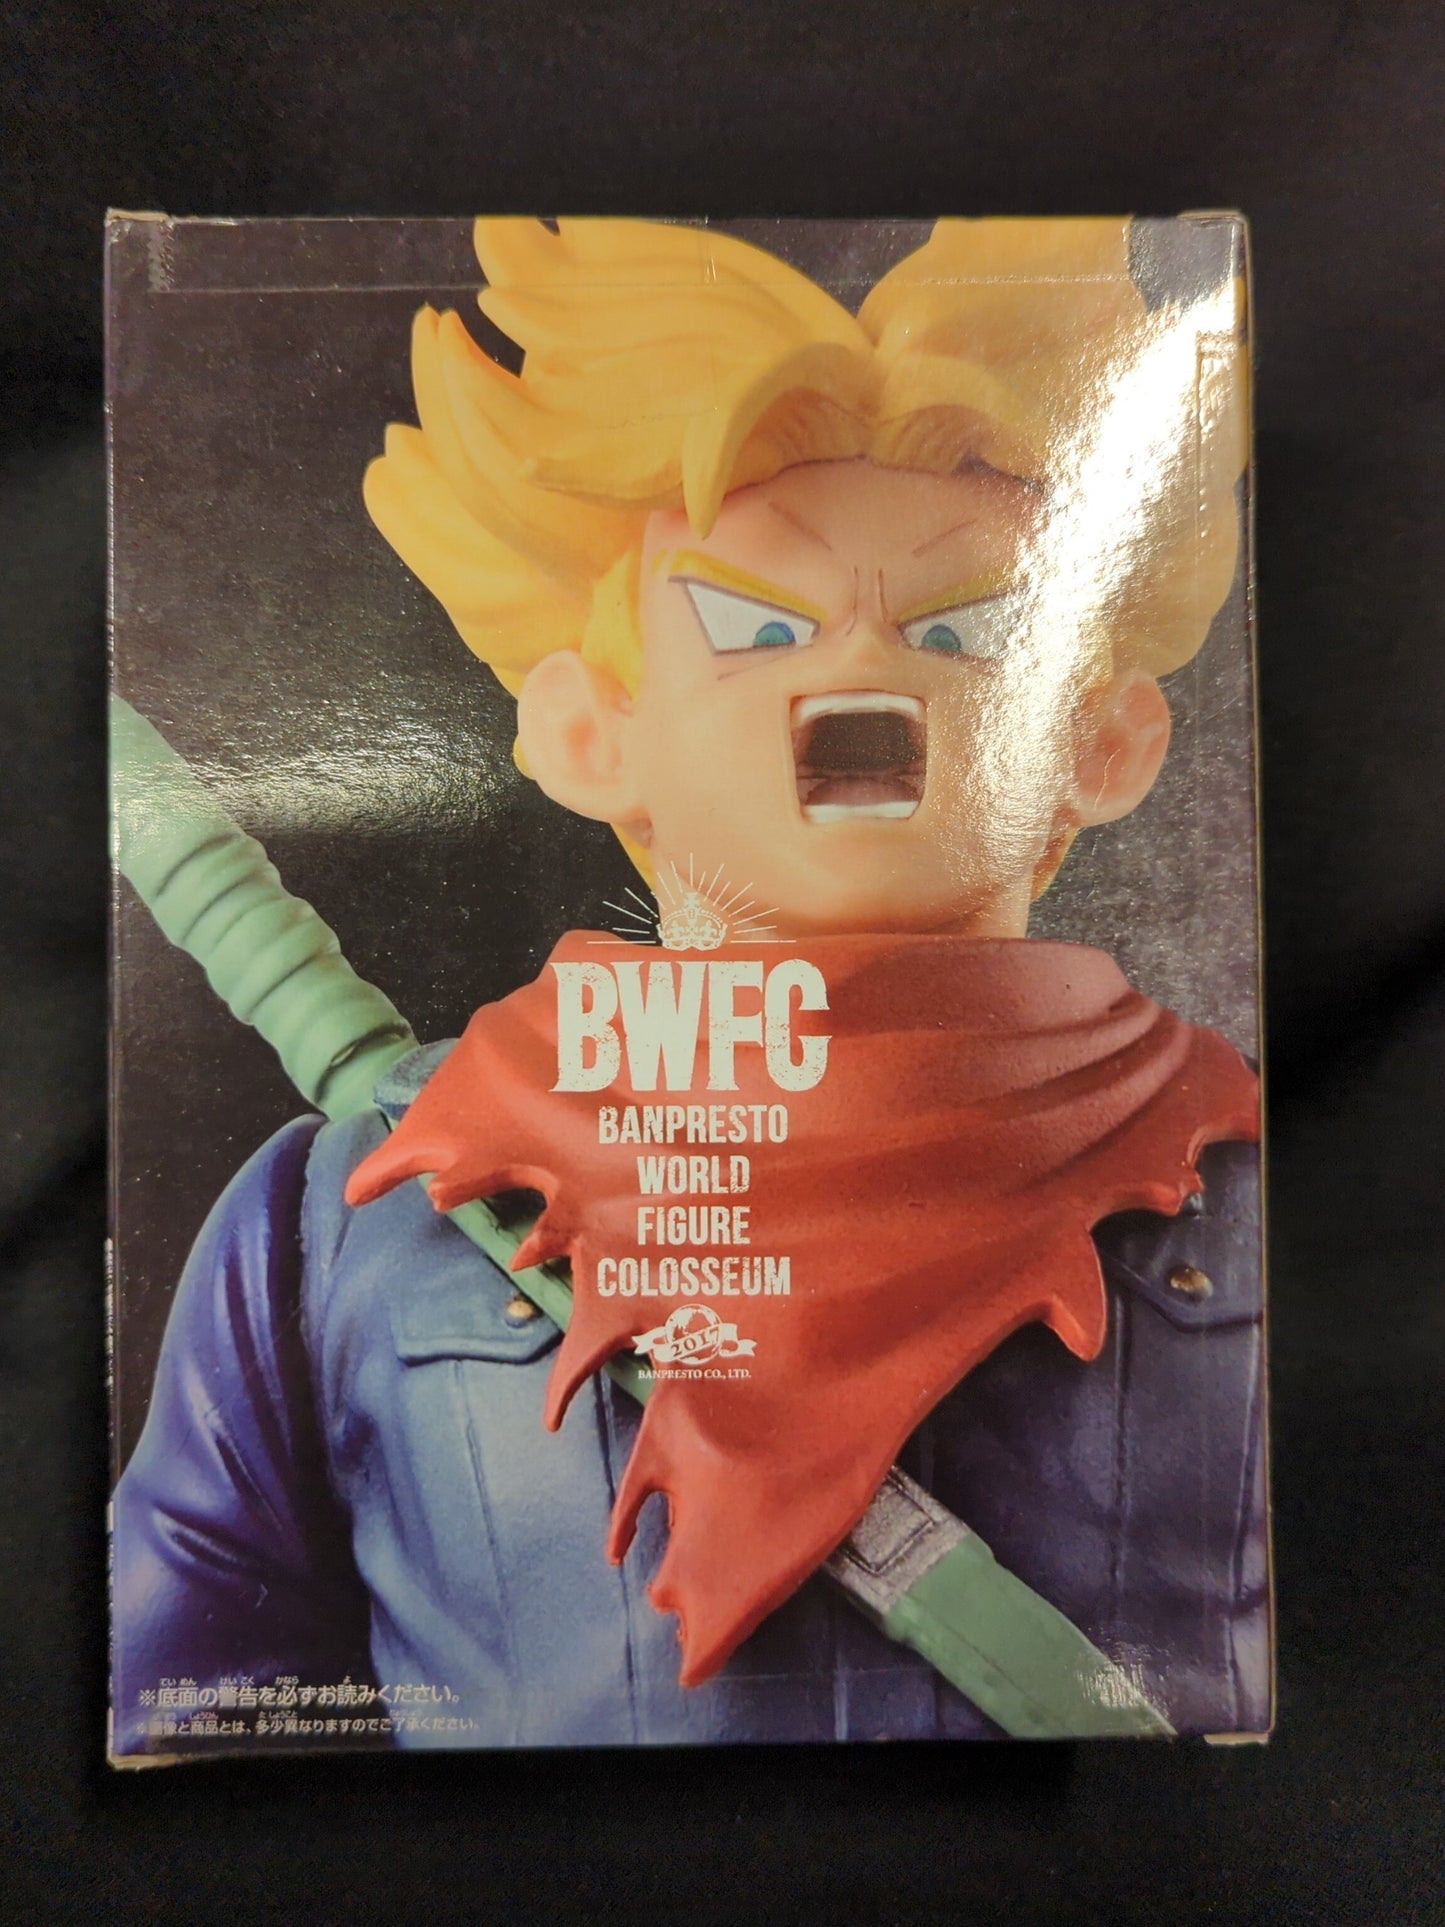 BWFC
BANPRESTO
WORLD
FIGURE
COLOSSEUM
2017
BANPRESTO CO., LTD.
※底面の警告を必ずお読みください。
※画像と商品とは、多少異なりますのでご了承ください。